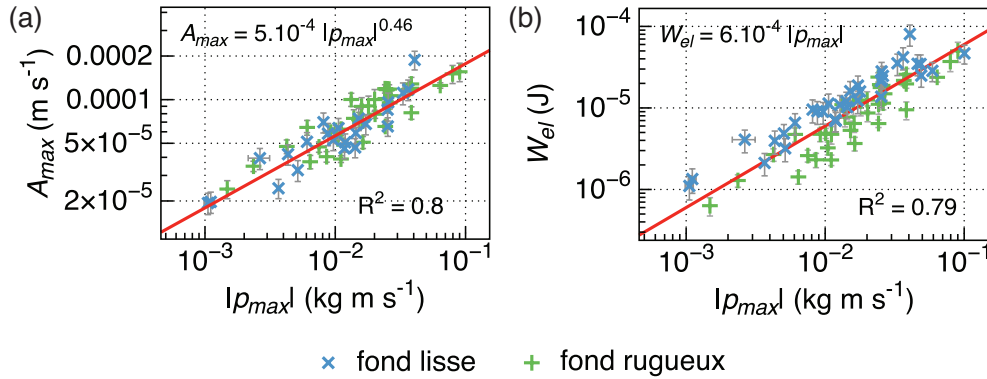 (a)
A_max = 5.10^-4 |p_max|^0.46
A_max (m s^-1)
0.0002
0.0001
5×10^-5
2×10^-5
R² = 0.8
10^-3
10^-2
10^-1
|p_max| (kg m s^-1)
(b)
W_el = 6.10^-4 |p_max|
W_el (J)
10^-4
10^-5
10^-6
R² = 0.79
10^-3
10^-2
10^-1
|p_max| (kg m s^-1)
× fond lisse + fond rugueux